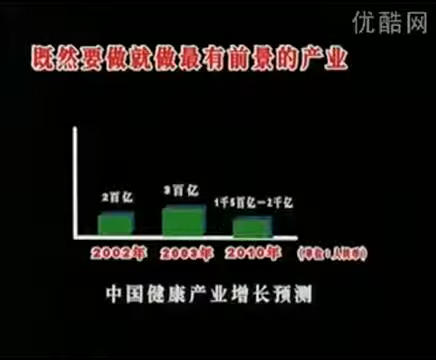 优酷网
既然要做就做最有前景的产业
2百亿
3百亿
1千5百亿-2千亿
2002年
2003年
2010年
(单位:人民币)
中国健康产业增长预测